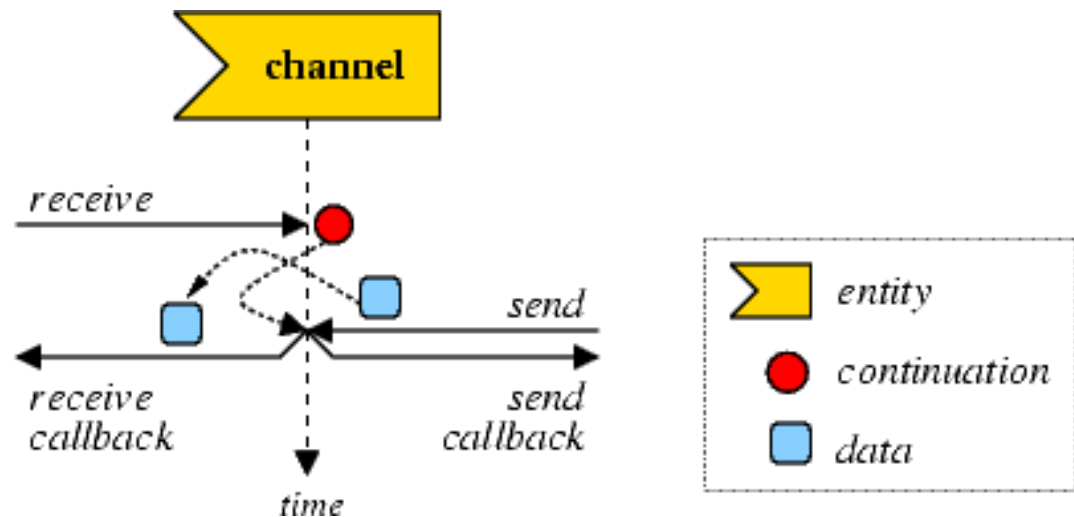 channel
receive
send
receive
callback
send
callback
time
entity
continuation
data